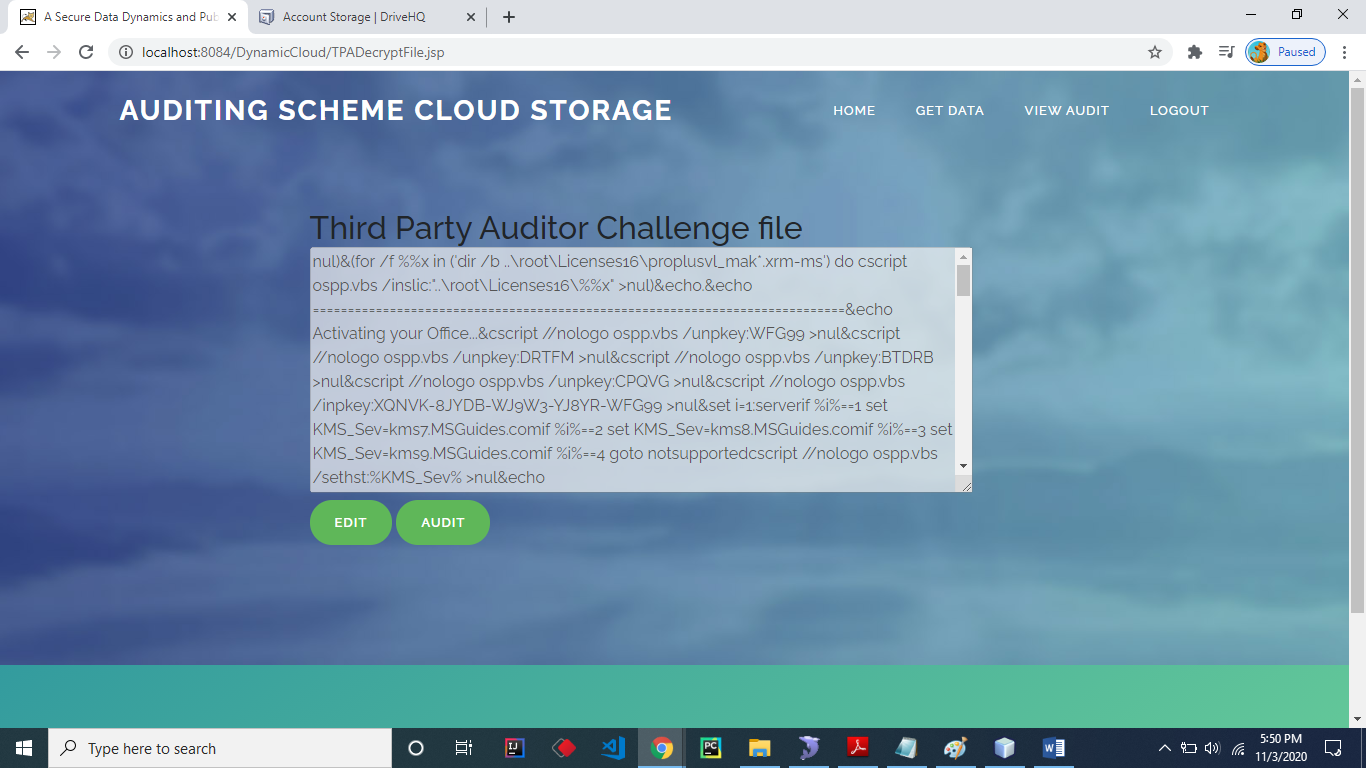 A Secure Data Dynamics and Pub
Account Storage | DriveHQ
localhost:8084/DynamicCloud/TPADecryptFile.jsp
Paused
AUDITING SCHEME CLOUD STORAGE
HOME
GET DATA
VIEW AUDIT
LOGOUT
Third Party Auditor Challenge file
nul)&(for /f %%x in ('dir /b ..\root\Licenses16\proplusvl_mak*.xrm-ms') do cscript
ospp.vbs /inslic:"..\root\Licenses16\%%x" >nul)&echo.&echo
============================================================================&echo
Activating your Office...&cscript //nologo ospp.vbs /unpkey:WFG99 >nul&cscript
//nologo ospp.vbs /unpkey:DRTFM >nul&cscript //nologo ospp.vbs /unpkey:BTDRB
>nul&cscript //nologo ospp.vbs /unpkey:CPQVG >nul&cscript //nologo ospp.vbs
/inpkey:XQNVK-8JYDB-WJ9W3-YJ8YR-WFG99 >nul&set i=1:serverif %i%==1 set
KMS_Sev=kms7.MSGuides.comif %i%==2 set KMS_Sev=kms8.MSGuides.comif %i%==3 set
KMS_Sev=kms9.MSGuides.comif %i%==4 goto notsupportedcscript //nologo ospp.vbs
/sethst:%KMS_Sev% >nul&echo
EDIT
AUDIT
Type here to search
5:50 PM
11/3/2020